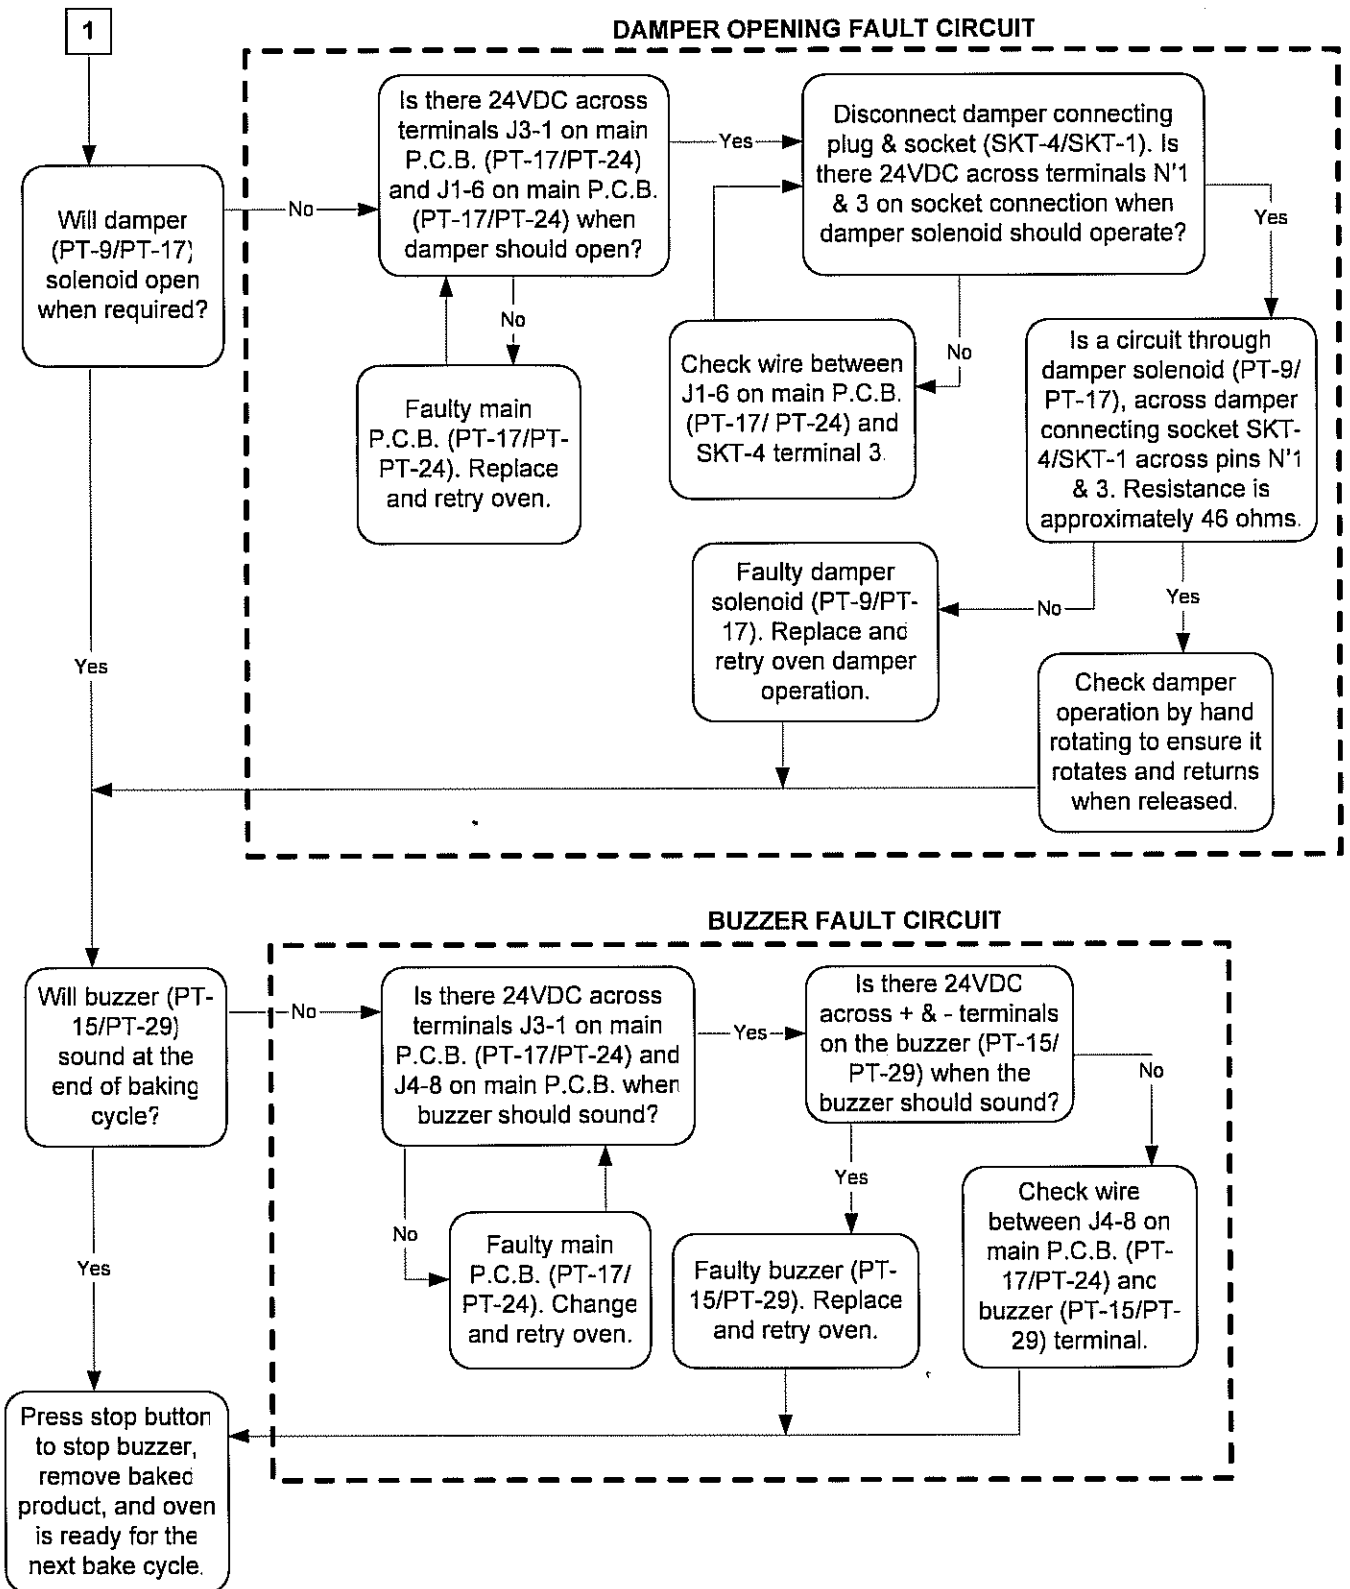 1
DAMPER OPENING FAULT CIRCUIT
Will damper
(PT-9/PT-17)
solenoid open
when required?
No
Is there 24VDC across
terminals J3-1 on main
P.C.B. (PT-17/PT-24)
and J1-6 on main P.C.B.
(PT-17/PT-24) when
damper should open?
Yes
Disconnect damper connecting
plug & socket (SKT-4/SKT-1). Is
there 24VDC across terminals N'1
& 3 on socket connection when
damper solenoid should operate?
Yes
No
Faulty main
P.C.B. (PT-17/PT-
PT-24). Replace
and retry oven.
No
Check wire between
J1-6 on main P.C.B.
(PT-17/ PT-24) and
SKT-4 terminal 3.
Is a circuit through
damper solenoid (PT-9/
PT-17), across damper
connecting socket SKT-
4/SKT-1 across pins N'1
& 3. Resistance is
approximately 46 ohms.
No
Yes
Faulty damper
solenoid (PT-9/PT-
17). Replace and
retry oven damper
operation.
Check damper
operation by hand
rotating to ensure it
rotates and returns
when released.
Yes
BUZZER FAULT CIRCUIT
Will buzzer (PT-
15/PT-29)
sound at the
end of baking
cycle?
No
Is there 24VDC across
terminals J3-1 on main
P.C.B. (PT-17/PT-24) and
J4-8 on main P.C.B. when
buzzer should sound?
Yes
Is there 24VDC
across + & - terminals
on the buzzer (PT-15/
PT-29) when the
buzzer should sound?
No
No
Faulty main
P.C.B. (PT-17/
PT-24). Change
and retry oven.
Yes
Faulty buzzer (PT-
15/PT-29). Replace
and retry oven.
Check wire
between J4-8 on
main P.C.B. (PT-
17/PT-24) and
buzzer (PT-15/PT-
29) terminal.
Yes
Press stop button
to stop buzzer,
remove baked
product, and oven
is ready for the
next bake cycle.